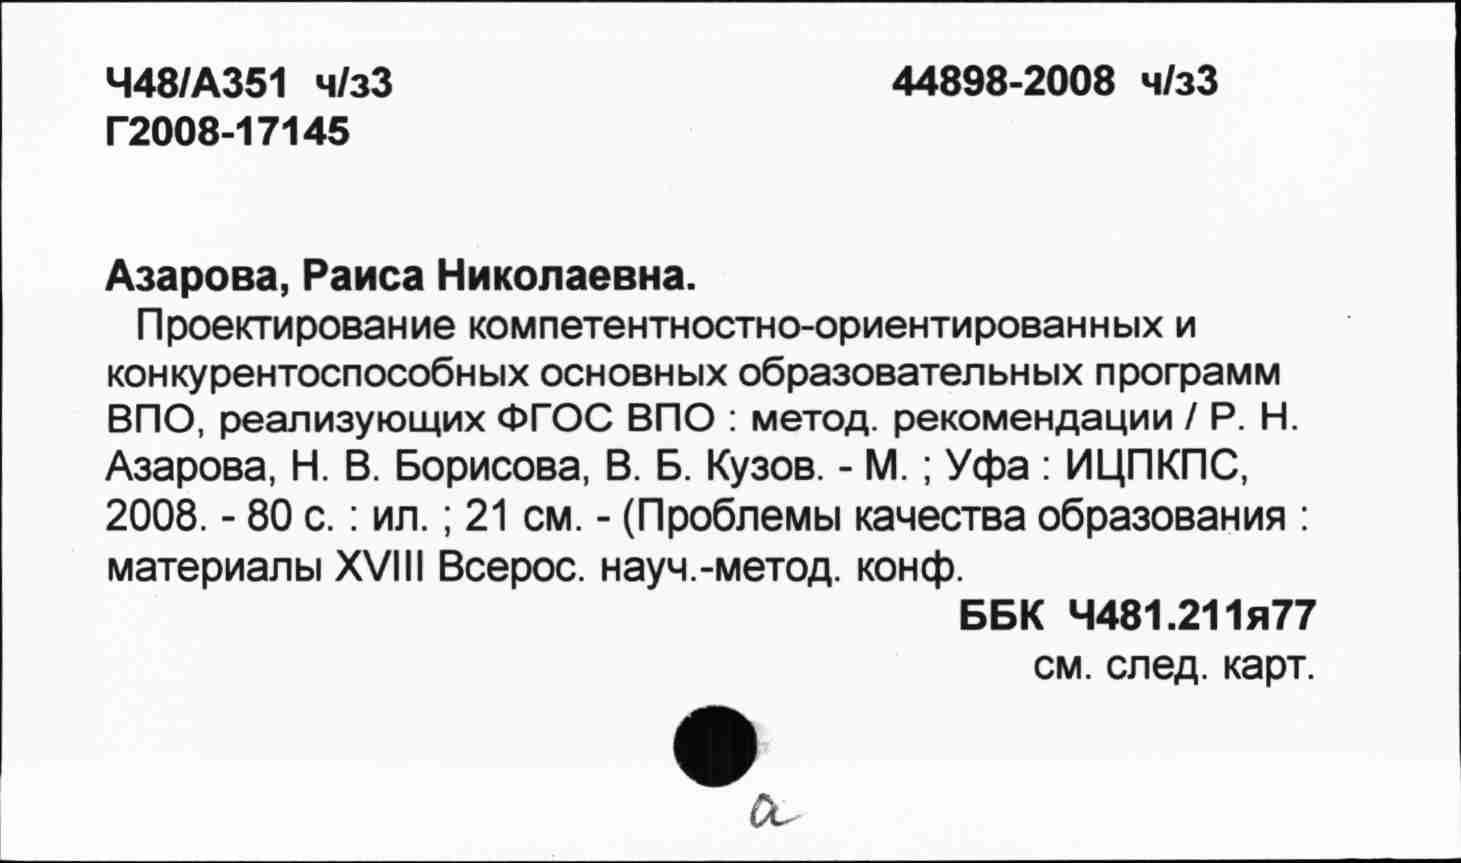 Ч48/А351 ч/з3 44898-2008 ч/з3
Г2008-17145
Азарова, Раиса Николаевна.
Проектирование компетентностно-ориентированных и
конкурентоспособных основных образовательных программ
ВПО, реализующих ФГОС ВПО : метод. рекомендации / Р. Н.
Азарова, Н. В. Борисова, В. Б. Кузов. - М. ; Уфа : ИЦПКПС,
2008. - 80 с. : ил. ; 21 см. - (Проблемы качества образования :
материалы XVIII Всерос. науч.-метод. конф.
ББК Ч481.211я77
см. след. карт.
а